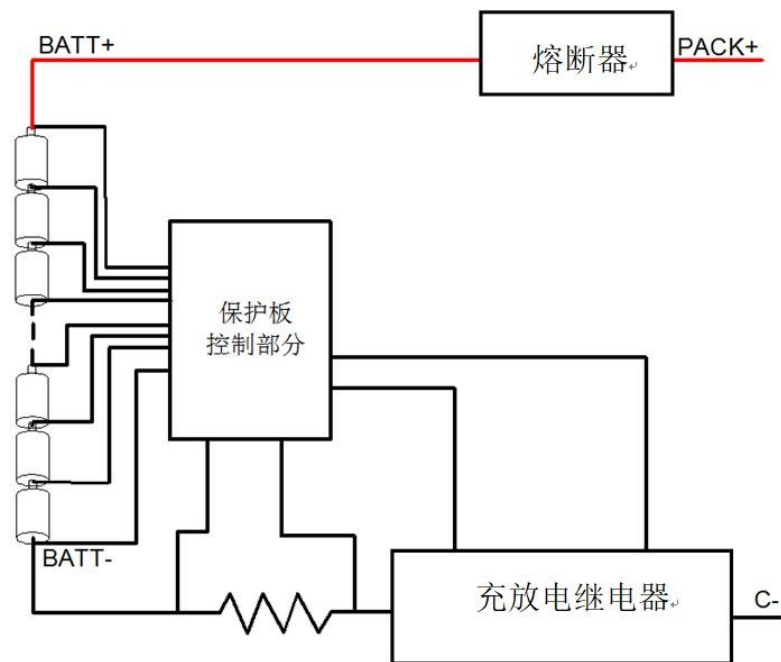 BATT+
熔断器
PACK+
保护板
控制部分
BATT-
充放电继电器
C-